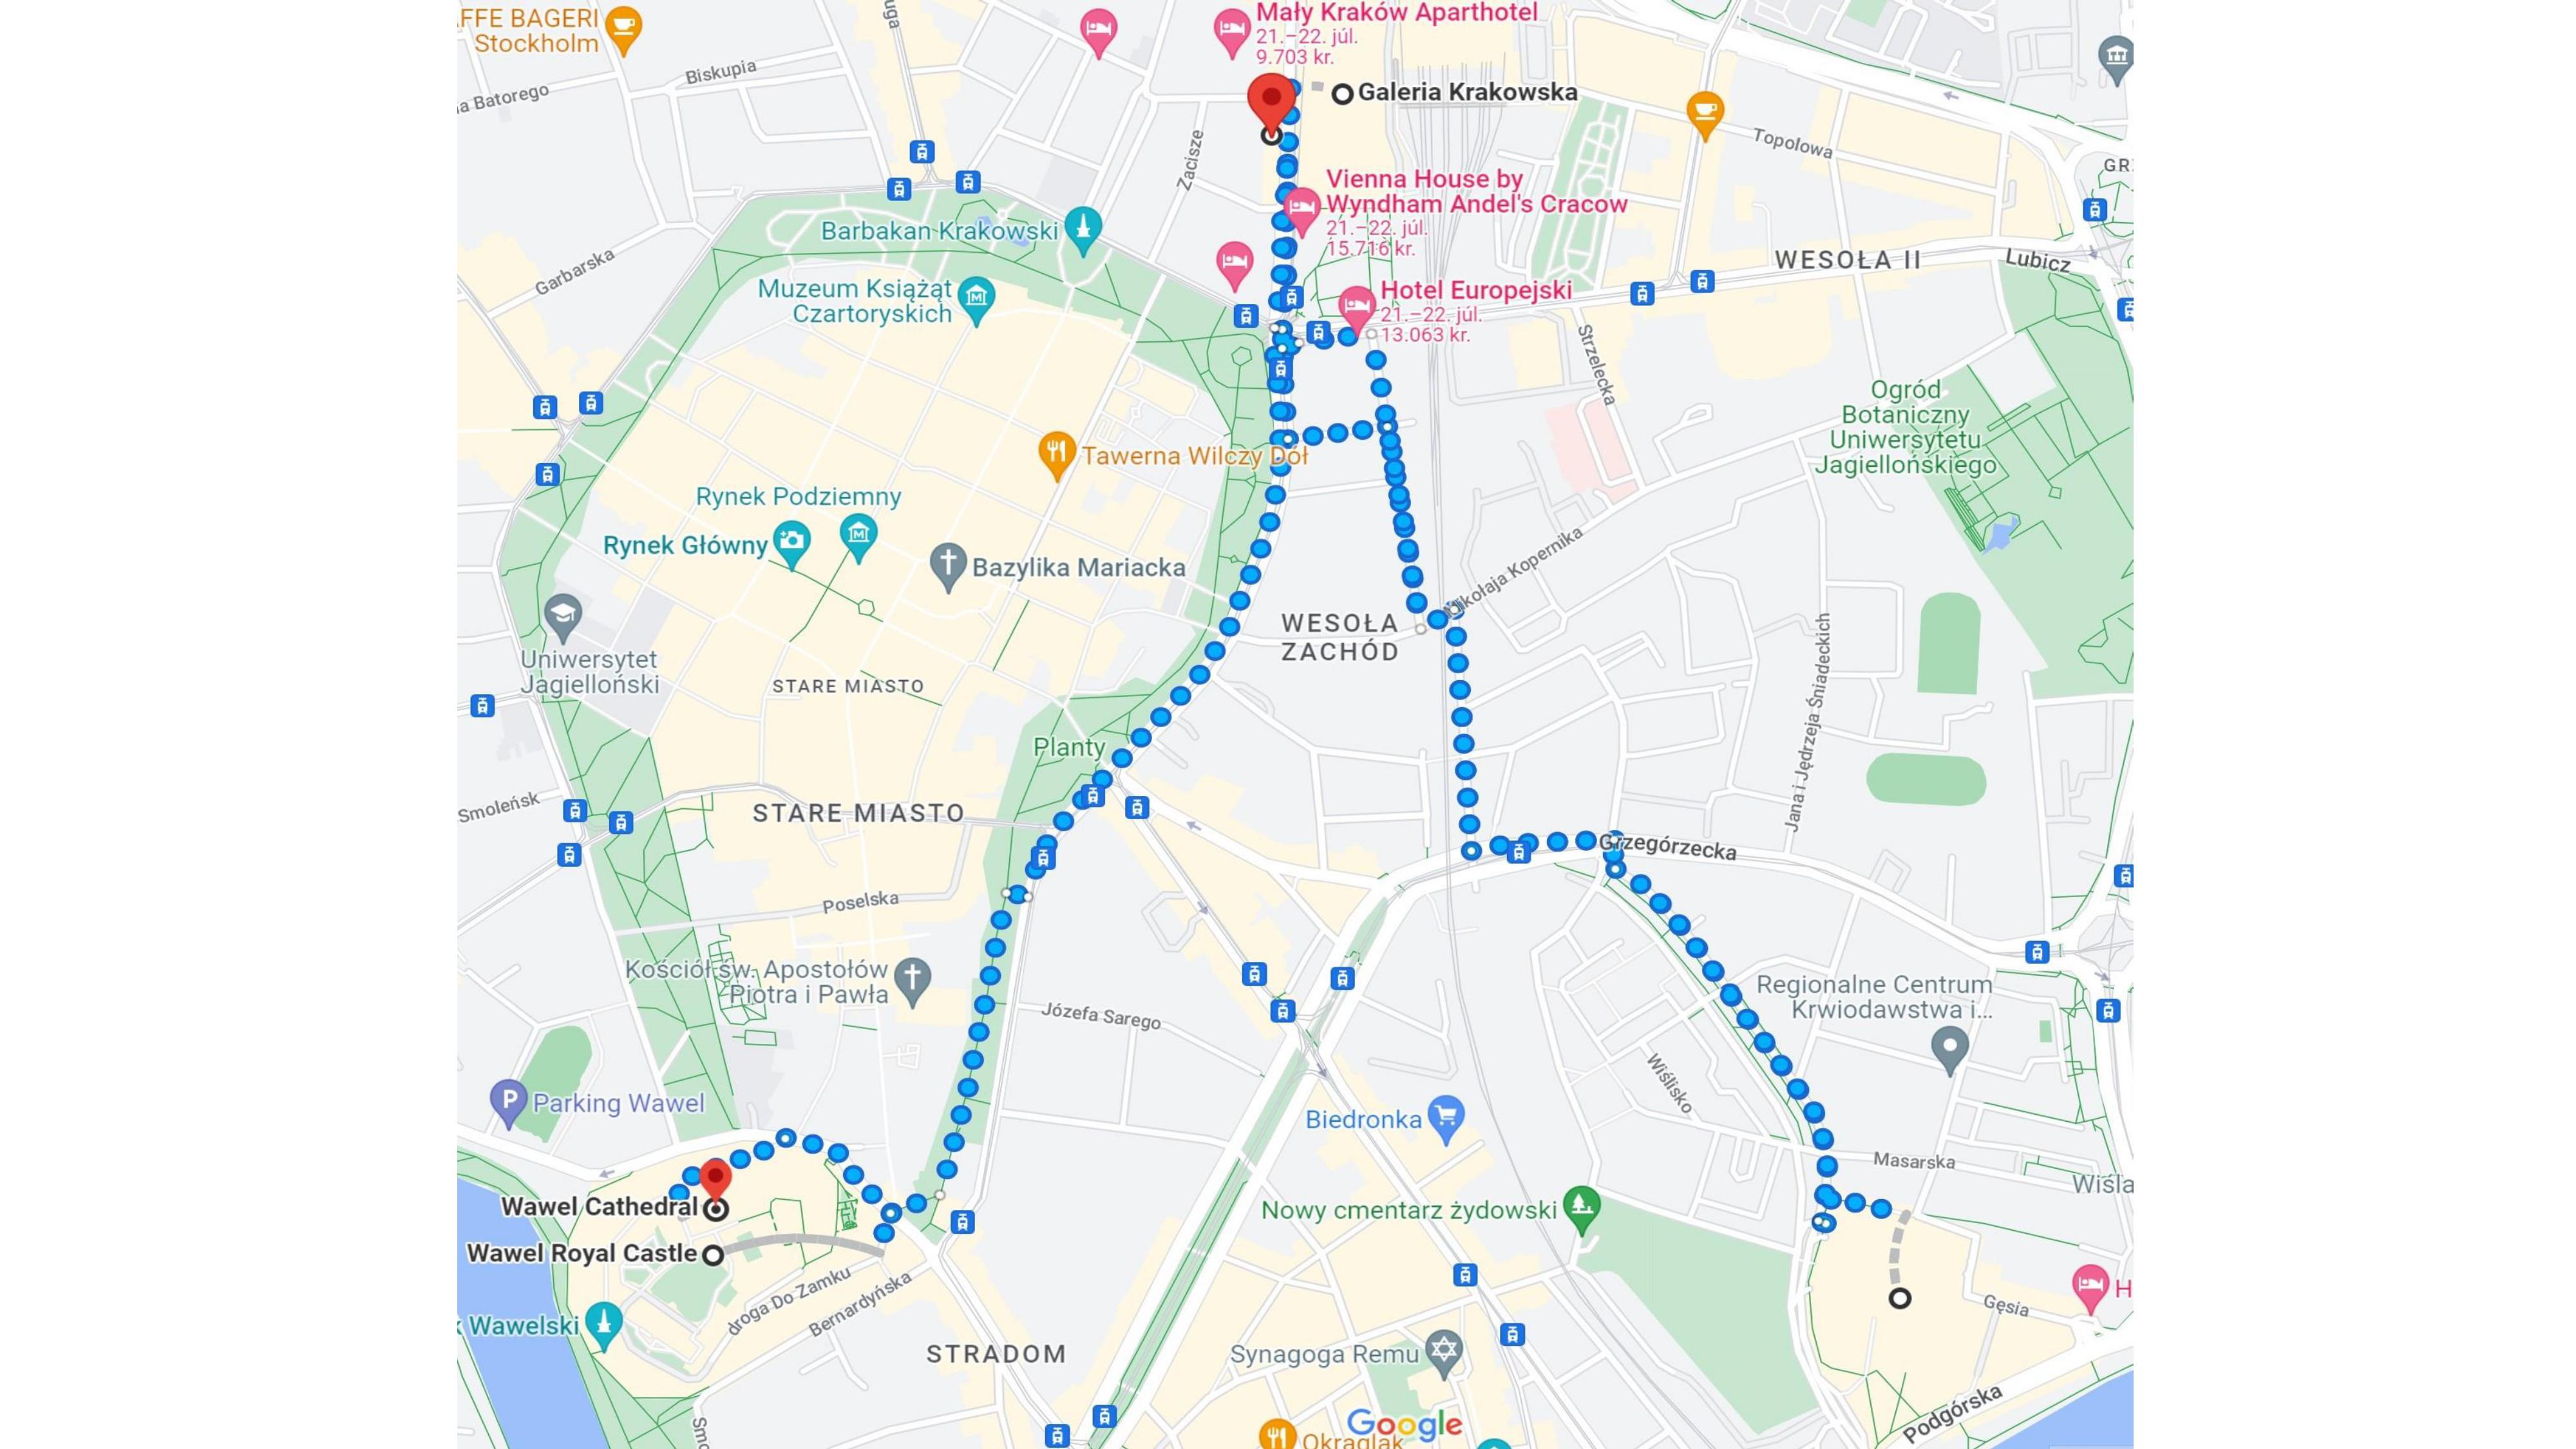 AFFE BAGERI
Stockholm
Mały Kraków Aparthotel
21.–22. júl.
9.703 kr.
Biskupia
Batorego
Galeria Krakowska
Topolowa
Zacisze
Vienna House by
Wyndham Andel's Cracow
21.–22. júl.
15.716 kr.
Barbakan Krakowski
Garbarska
WESOŁA II
Lubicz
Muzeum Książąt
Czartoryskich
Hotel Europejski
21.–22. júl.
13.063 kr.
Strzelecka
Ogród
Botaniczny
Uniwersytetu
Jagiellońskiego
Tawerna Wilczy Dół
Rynek Podziemny
Rynek Główny
Bazylika Mariacka
Mikołaja Kopernika
WESOŁA
ZACHÓD
Uniwersytet
Jagielloński
STARE MIASTO
Jana i Jędrzeja Śniadeckich
Planty
Smoleńsk
STARE MIASTO
Grzegórzecka
Poselska
Kościół św. Apostołów
Piotra i Pawła
Regionalne Centrum
Krwiodawstwa i...
Józefa Sarego
Wiślisko
P
Parking Wawel
Biedronka
Masarska
Wiśla
Wawel Cathedral
Nowy cmentarz żydowski
Wawel Royal Castle
droga Do Zamku
Bernardyńska
Gęsia
H
k Wawelski
STRADOM
Synagoga Remu
Podgórska
Google
Okrąglak